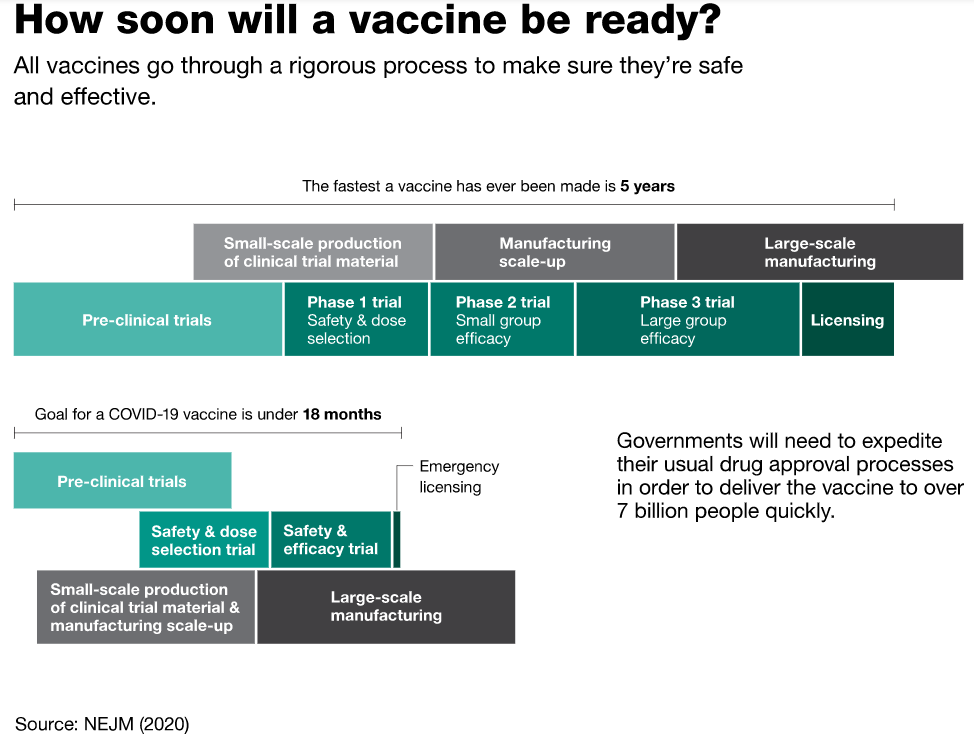 How soon will a vaccine be ready?
All vaccines go through a rigorous process to make sure they’re safe
and effective.
The fastest a vaccine has ever been made is 5 years
Small-scale production
of clinical trial material
Manufacturing
scale-up
Large-scale
manufacturing
Pre-clinical trials
Phase 1 trial
Safety & dose
selection
Phase 2 trial
Small group
efficacy
Phase 3 trial
Large group
efficacy
Licensing
Goal for a COVID-19 vaccine is under 18 months
Pre-clinical trials
Emergency
licensing
Safety & dose
selection trial
Safety &
efficacy trial
Small-scale production
of clinical trial material &
manufacturing scale-up
Large-scale
manufacturing
Governments will need to expedite
their usual drug approval processes
in order to deliver the vaccine to over
7 billion people quickly.
Source: NEJM (2020)